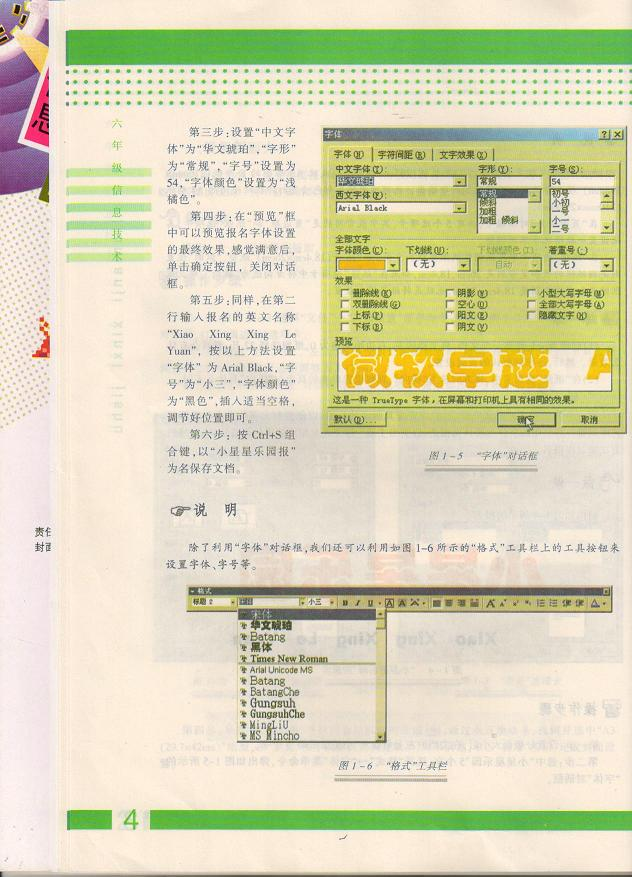 六年级信息技术
第三步：设置“中文字
体”为“华文琥珀”，“字形”
为“常规”，“字号”设置为
54，“字体颜色”设置为“浅
橘色”。
第四步：在“预览”框
中可以预览报名字体设置
的最终效果，感觉满意后，
单击确定按钮，关闭对话
框。
第五步：同样，在第二
行输入报名的英文名称
“Xiao Xing Xing Le
Yuan”，按以上方法设置
“字体” 为 Arial Black，“字
号”为“小三”，“字体颜色”
为“黑色”，插入适当空格，
调节好位置即可。
第六步：按 Ctrl+S 组
合键，以“小星星乐园报”
为名保存文档。
字体
字体(N) 字符间距(R) 文字效果(X)
中文字体(T): 字形(Y): 字号(S):
华文琥珀 常规 54
西文字体(F): 常规 初号
Arial Black 倾斜 小初
加粗 一号
加粗 倾斜 小一
二号
全部文字
字体颜色(C): 下划线(U): 下划线颜色(I): 着重号(·)
(无) 自动 (无)
效果
删除线(K) 阴影(W) 小型大写字母(M)
双删除线(G) 空心(O) 全部大写字母(A)
上标(P) 阳文(E) 隐藏文字(H)
下标(B) 阴文(V)
预览
微软卓越 A
这是一种 TrueType 字体，在屏幕和打印机上具有相同的效果。
默认(D)... 确定 取消
图 1－5 “字体”对话框
说 明
除了利用“字体”对话框，我们还可以利用如图 1-6 所示的“格式”工具栏上的工具按钮来
设置字体、字号等。
格式
标题 2 小三 B I U A A
宋体
华文琥珀
Batang
黑体
Times New Roman
Arial Unicode MS
Batang
BatangChe
Gungsuh
GungsuhChe
MingLiU
MS Mincho
图 1－6 “格式”工具栏
4
责任
封面